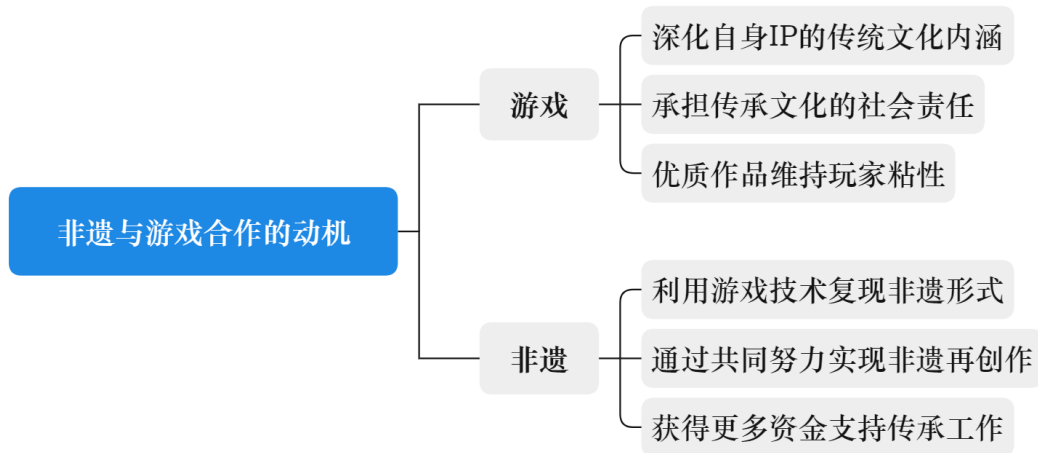 非遗与游戏合作的动机
游戏
深化自身IP的传统文化内涵
承担传承文化的社会责任
优质作品维持玩家粘性
非遗
利用游戏技术复现非遗形式
通过共同努力实现非遗再创作
获得更多资金支持传承工作